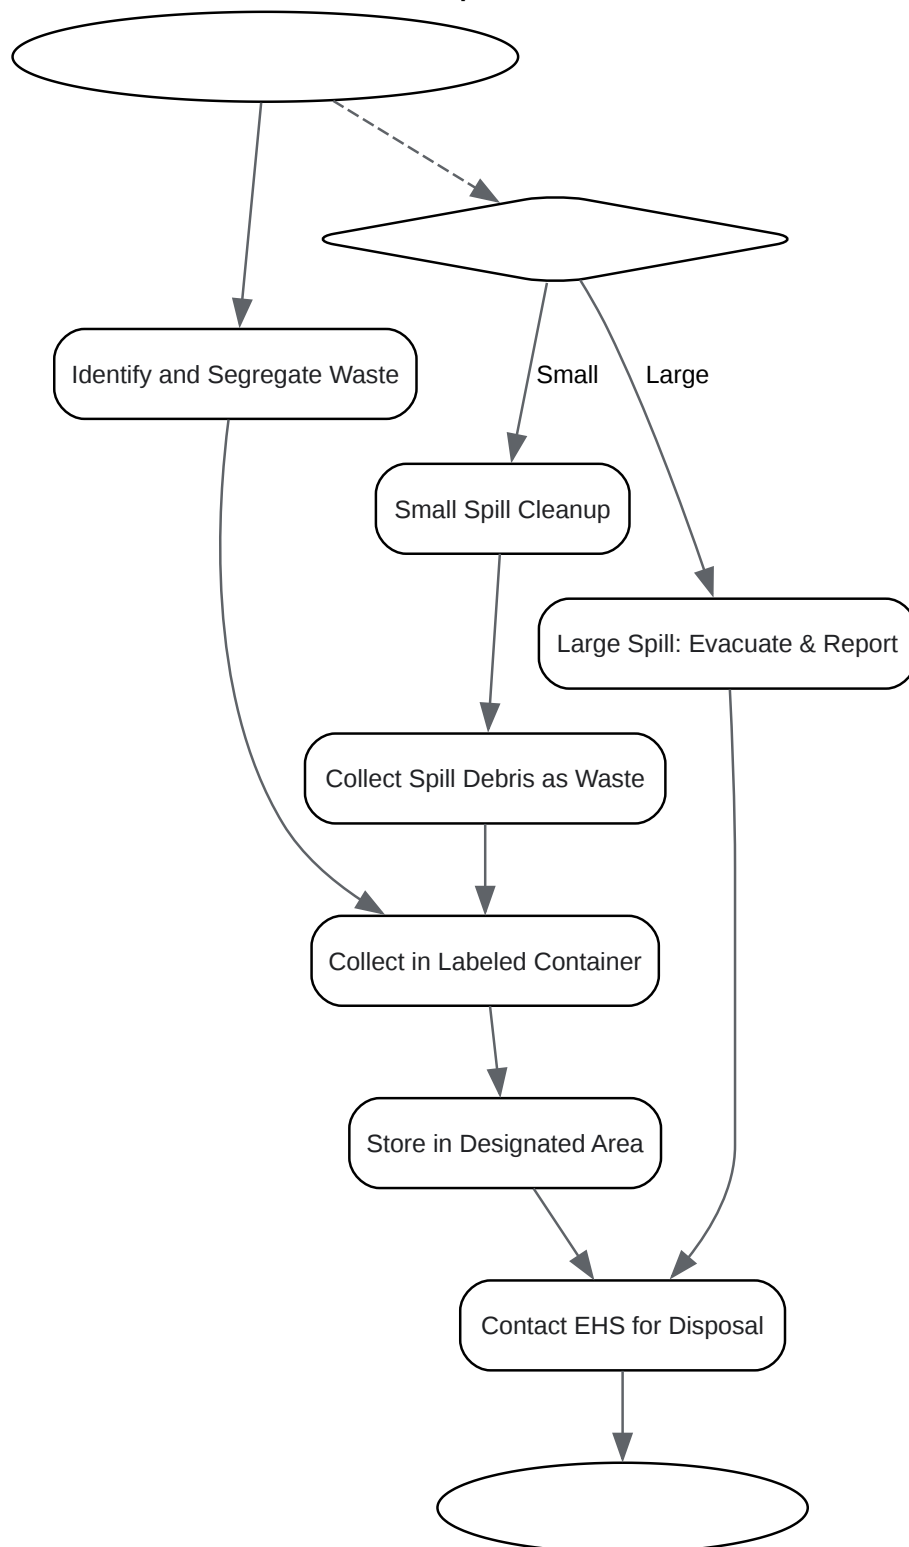 Identify and Segregate Waste
Small
Large
Small Spill Cleanup
Large Spill: Evacuate & Report
Collect Spill Debris as Waste
Collect in Labeled Container
Store in Designated Area
Contact EHS for Disposal